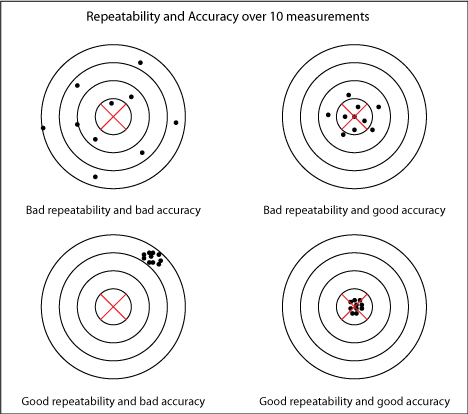 Repeatability and Accuracy over 10 measurements
Bad repeatability and bad accuracy
Bad repeatability and good accuracy
Good repeatability and bad accuracy
Good repeatability and good accuracy